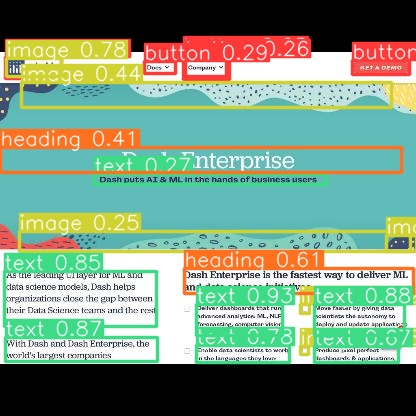 image 0.78
button 0.29
0.26
button
image 0.44
Docs
Company
GET A DEMO
heading 0.41
Enterprise
text 0.27
Dash puts AI & ML in the hands of business users
image 0.25
text 0.85
As the leading UI layer for ML and
data science models, Dash helps
organizations close the gap between
their Data Science teams and the rest
text 0.87
With Dash and Dash Enterprise, the
world's largest companies
heading 0.61
Dash Enterprise is the fastest way to deliver ML
text 0.93
Deliver dashboards that run
advanced analytics: ML, NLP,
forecasting, computer vision
text 0.88
Move faster by giving data
scientists the autonomy to
deploy and update applications
text 0.78
Enable data scientists to work
in the languages they love:
text 0.67
Produce pixel perfect
dashboards & applications,